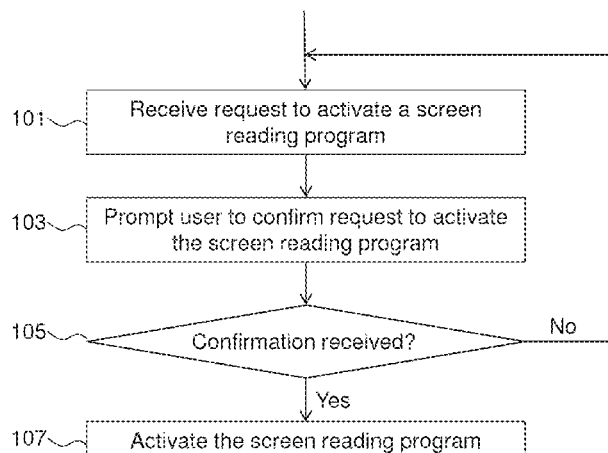 101
Receive request to activate a screen
reading program
103
Prompt user to confirm request to activate
the screen reading program
105
Confirmation received?
No
Yes
107
Activate the screen reading program